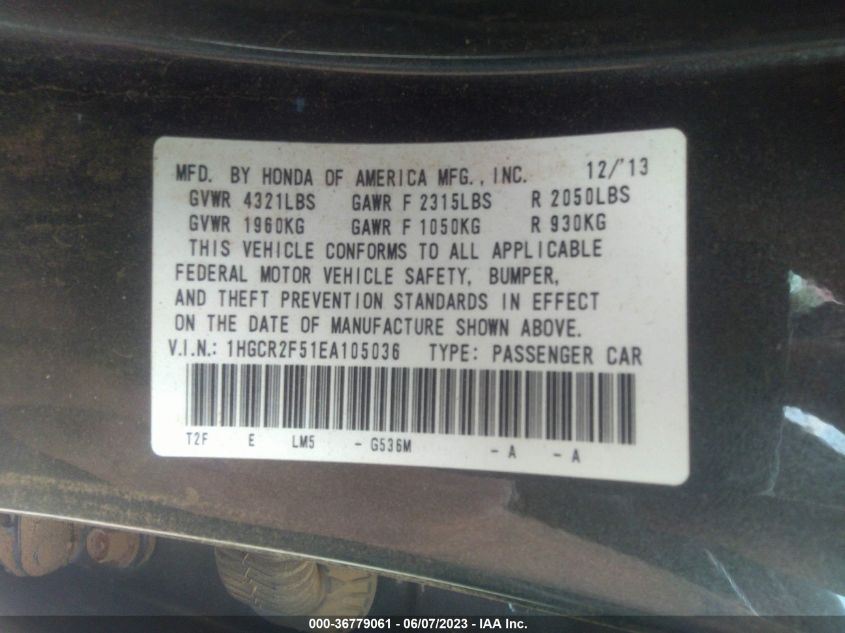 MFD. BY HONDA OF AMERICA MFG., INC. 12/'13
GVWR 4321LBS GAWR F 2315LBS R 2050LBS
GVWR 1960KG GAWR F 1050KG R 930KG
THIS VEHICLE CONFORMS TO ALL APPLICABLE
FEDERAL MOTOR VEHICLE SAFETY, BUMPER,
AND THEFT PREVENTION STANDARDS IN EFFECT
ON THE DATE OF MANUFACTURE SHOWN ABOVE.
V.I.N.: 1HGCR2F51EA105036 TYPE: PASSENGER CAR
T2F E LM5 - G536M - A - A
000-36779061 - 06/07/2023 - IAA Inc.